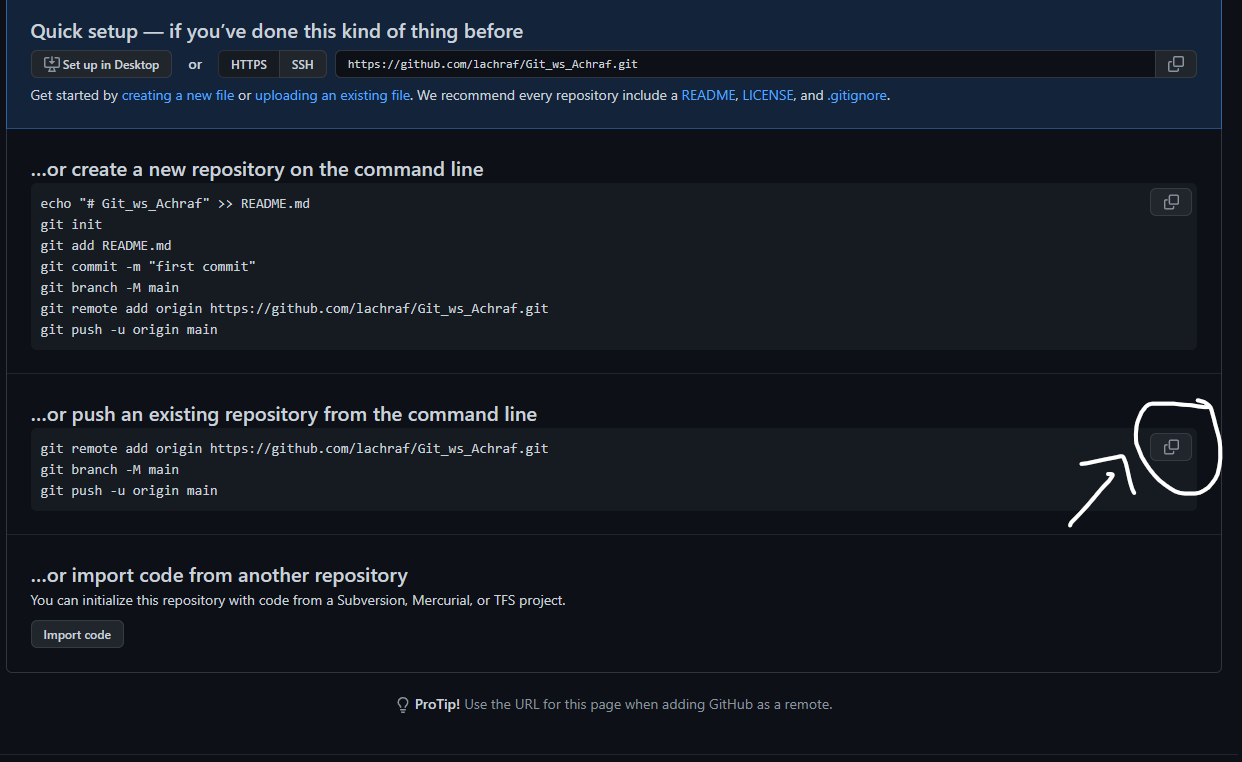 Quick setup — if you’ve done this kind of thing before
Set up in Desktop or HTTPS SSH https://github.com/lachraf/Git_ws_Achraf.git
Get started by creating a new file or uploading an existing file. We recommend every repository include a README, LICENSE, and .gitignore.
…or create a new repository on the command line
echo "# Git_ws_Achraf" >> README.md
git init
git add README.md
git commit -m "first commit"
git branch -M main
git remote add origin https://github.com/lachraf/Git_ws_Achraf.git
git push -u origin main
…or push an existing repository from the command line
git remote add origin https://github.com/lachraf/Git_ws_Achraf.git
git branch -M main
git push -u origin main
…or import code from another repository
You can initialize this repository with code from a Subversion, Mercurial, or TFS project.
Import code
ProTip! Use the URL for this page when adding GitHub as a remote.